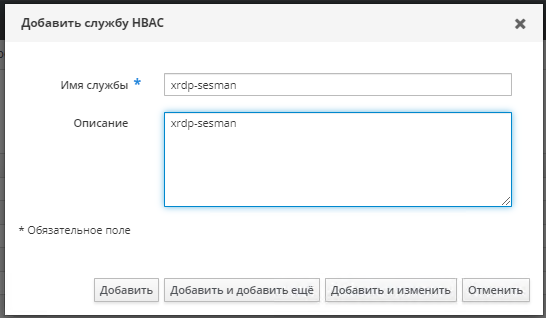 Добавить службу HBAC
Имя службы *
xrdp-sesman
Описание
xrdp-sesman
* Обязательное поле
Добавить
Добавить и добавить ещё
Добавить и изменить
Отменить